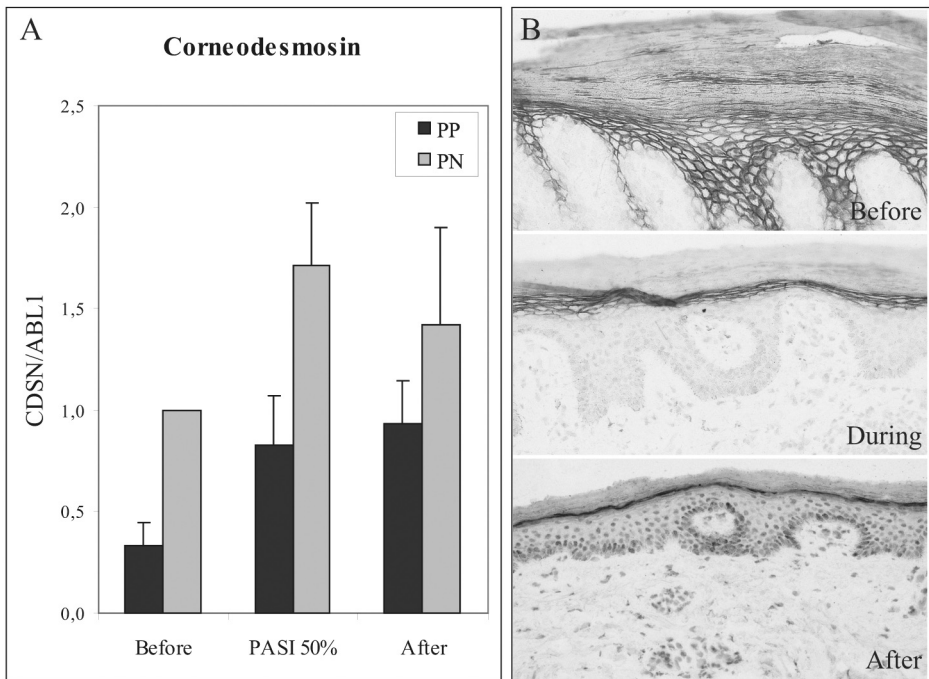 A
Corneodesmosin
2,5
2,0
1,5
1,0
0,5
0,0
CDSN/ABL1
PP
PN
Before
PASI 50%
After
B
Before
During
After